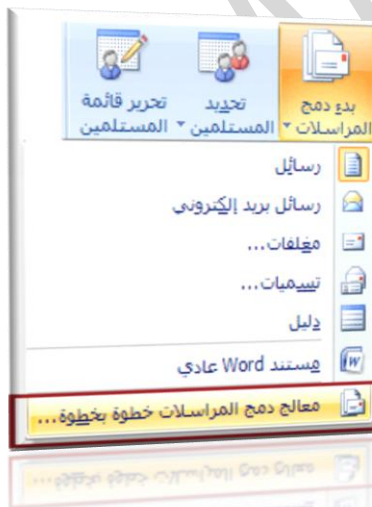 بدء دمج
المراسلات
تحديد
المستلمين
تحرير قائمة
المستلمين
رسائل
رسائل بريد إلكتروني
مغلفات...
تسميات...
دليل
مستند Word عادي
معالج دمج المراسلات خطوة بخطوة...